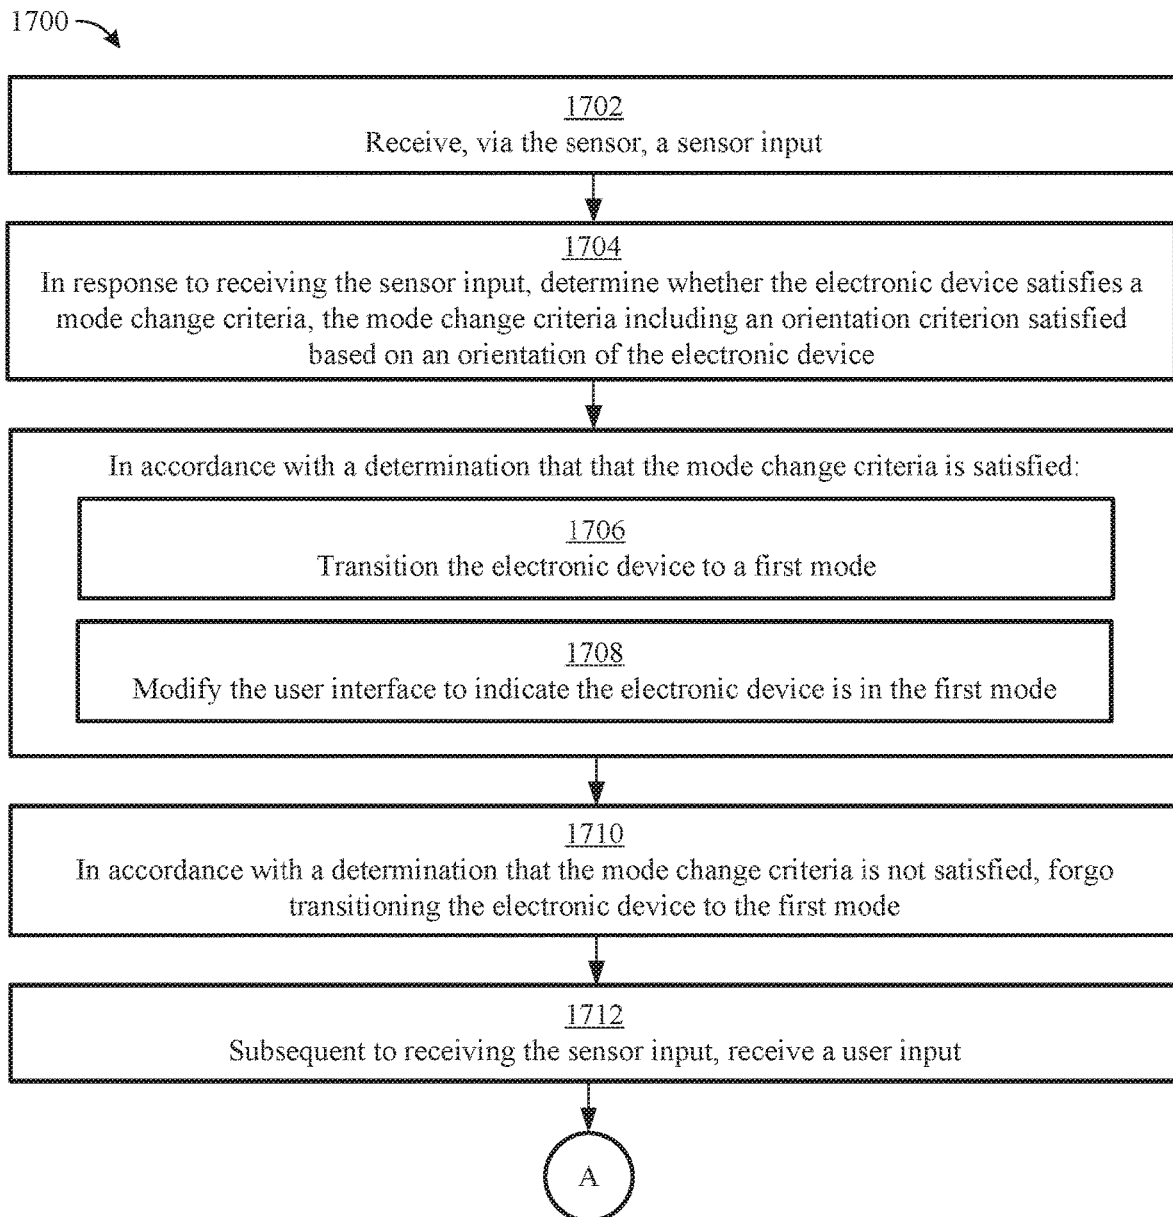 1700
1702
Receive, via the sensor, a sensor input
1704
In response to receiving the sensor input, determine whether the electronic device satisfies a
mode change criteria, the mode change criteria including an orientation criterion satisfied
based on an orientation of the electronic device
In accordance with a determination that that the mode change criteria is satisfied:
1706
Transition the electronic device to a first mode
1708
Modify the user interface to indicate the electronic device is in the first mode
1710
In accordance with a determination that the mode change criteria is not satisfied, forgo
transitioning the electronic device to the first mode
1712
Subsequent to receiving the sensor input, receive a user input
A